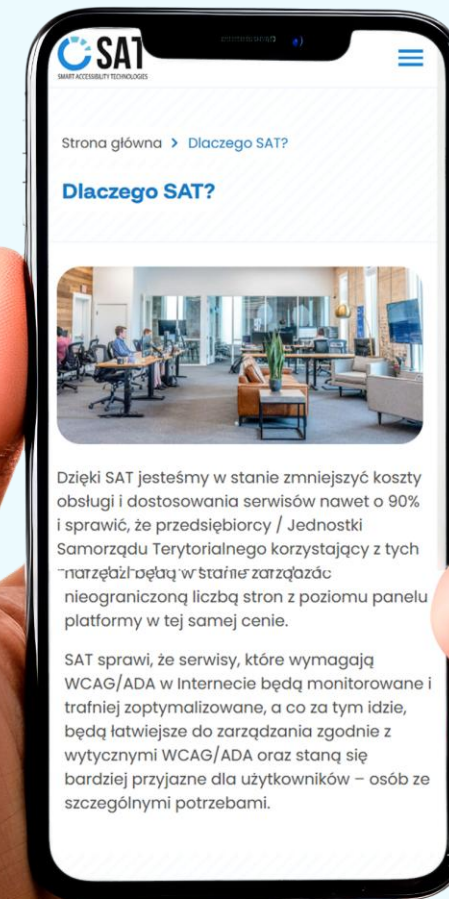 SAT
SMART ACCESSIBILITY TECHNOLOGIES
Strona główna > Dlaczego SAT?
Dlaczego SAT?
Dzięki SAT jesteśmy w stanie zmniejszyć koszty
obsługi i dostosowania serwisów nawet o 90%
i sprawić, że przedsiębiorcy / Jednostki
Samorządu Terytorialnego korzystający z tych
narzędzi będą w stanie zarządzać
nieograniczoną liczbą stron z poziomu panelu
platformy w tej samej cenie.
SAT sprawi, że serwisy, które wymagają
WCAG/ADA w Internecie będą monitorowane i
trafniej zoptymalizowane, a co za tym idzie,
będą łatwiejsze do zarządzania zgodnie z
wytycznymi WCAG/ADA oraz staną się
bardziej przyjazne dla użytkowników – osób ze
szczególnymi potrzebami.